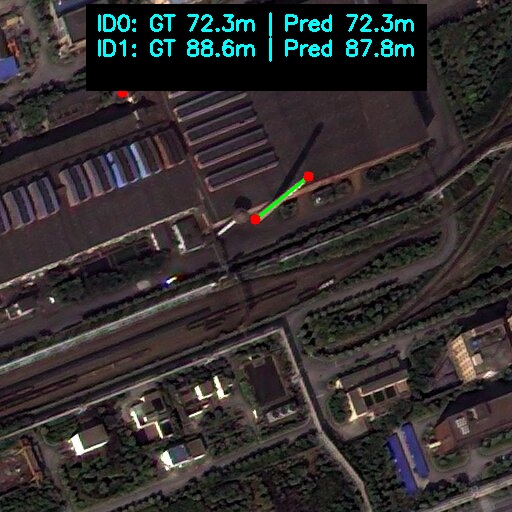 ID0: GT 72.3m | Pred 72.3m
ID1: GT 88.6m | Pred 87.8m